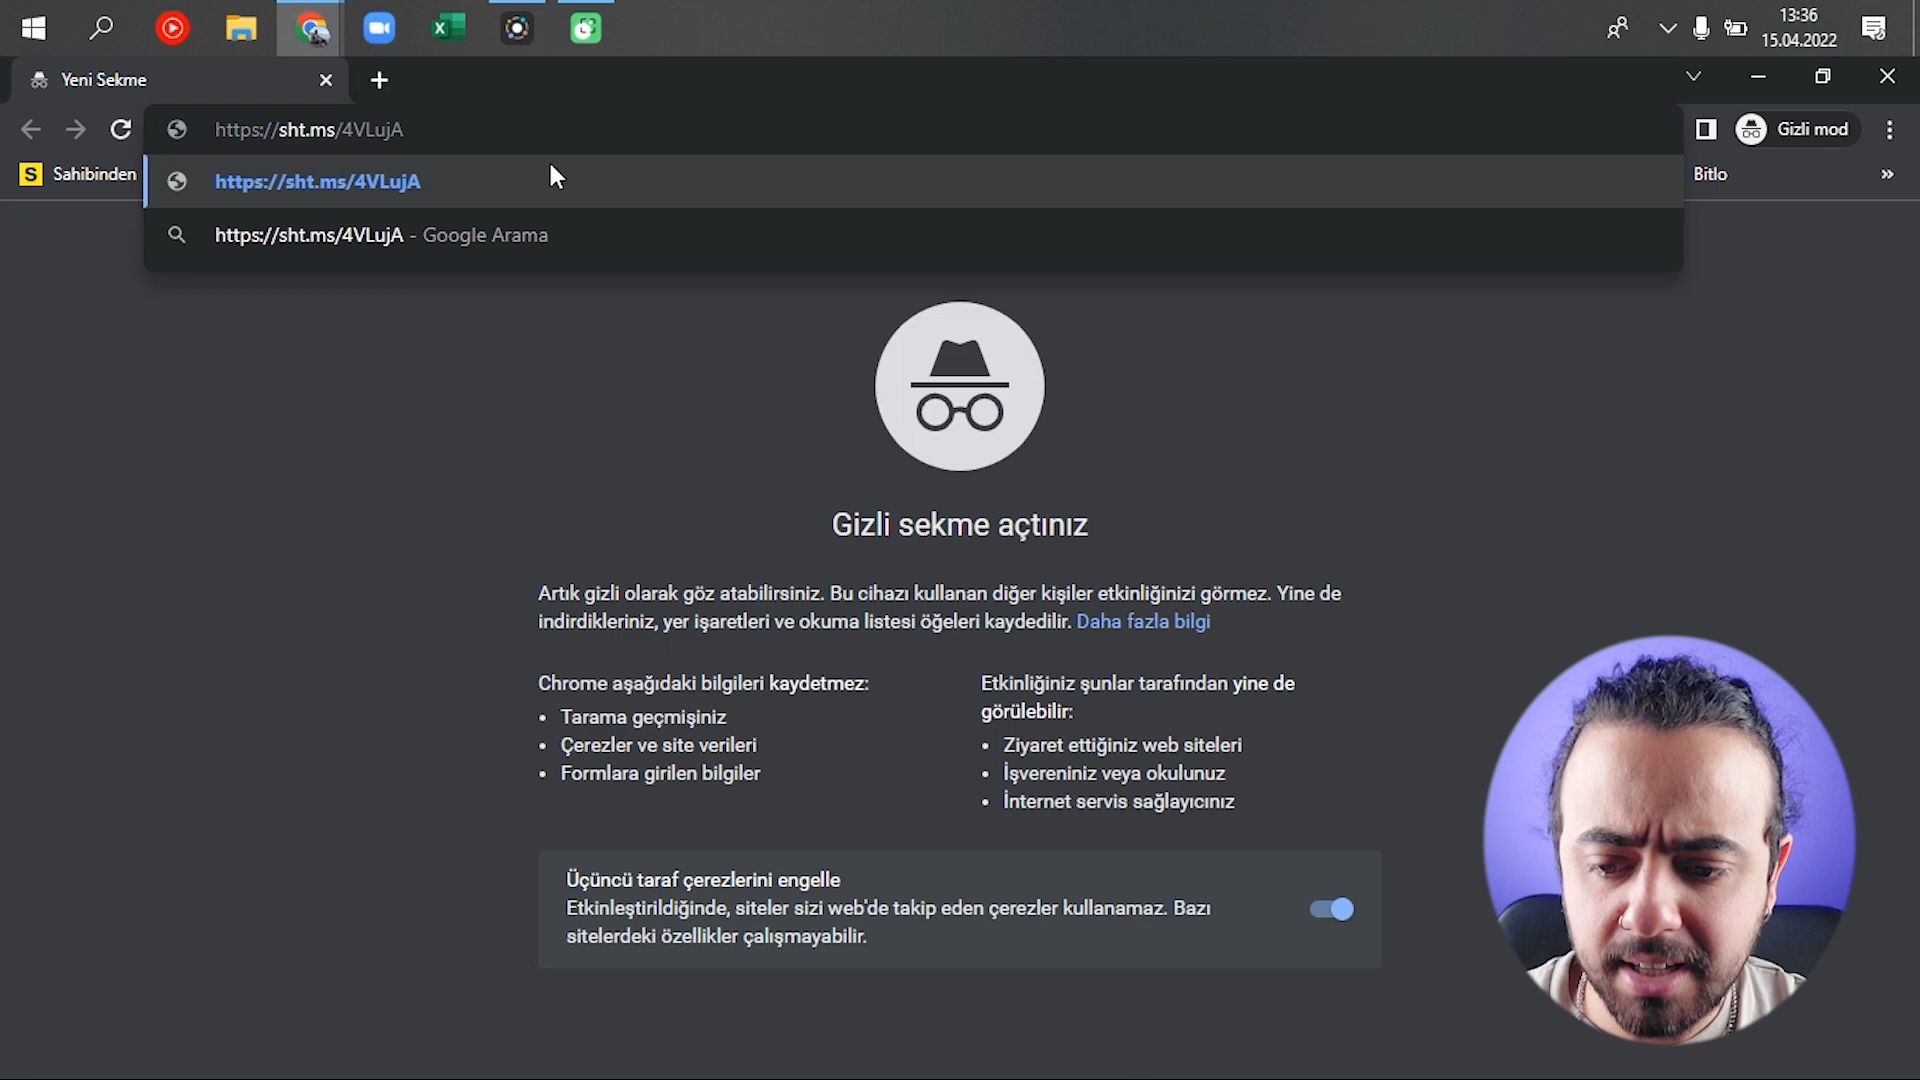 13:36
15.04.2022
Yeni Sekme
https://sht.ms/4VLujA
Gizli mod
S Sahibinden
https://sht.ms/4VLujA
Bitlo
»
https://sht.ms/4VLujA - Google Arama
Gizli sekme açtınız
Artık gizli olarak göz atabilirsiniz. Bu cihazı kullanan diğer kişiler etkinliğinizi görmez. Yine de
indirdikleriniz, yer işaretleri ve okuma listesi öğeleri kaydedilir. Daha fazla bilgi
Chrome aşağıdaki bilgileri kaydetmez:
• Tarama geçmişiniz
• Çerezler ve site verileri
• Formlara girilen bilgiler
Etkinliğiniz şunlar tarafından yine de
görülebilir:
• Ziyaret ettiğiniz web siteleri
• İşvereniniz veya okulunuz
• İnternet servis sağlayıcınız
Üçüncü taraf çerezlerini engelle
Etkinleştirildiğinde, siteler sizi web'de takip eden çerezler kullanamaz. Bazı
sitelerdeki özellikler çalışmayabilir.